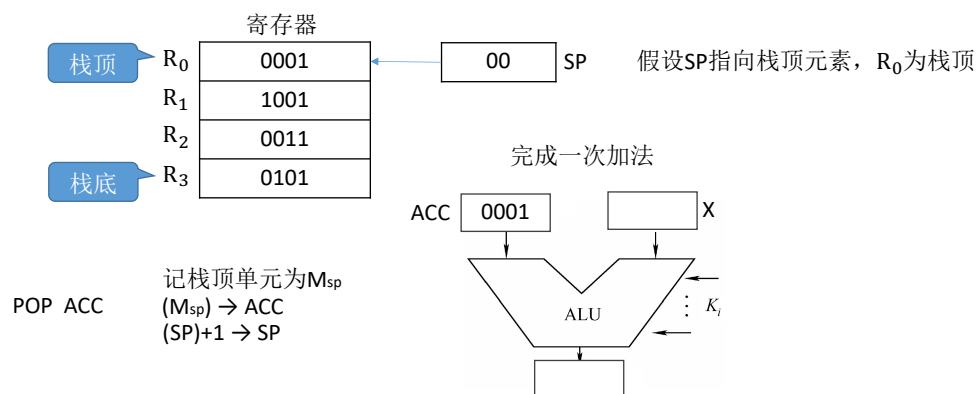 寄存器
栈顶 R₀ 0001 00 SP 假设SP指向栈顶元素，R₀为栈顶
R₁ 1001
R₂ 0011
栈底 R₃ 0101
完成一次加法
ACC 0001 X
记栈顶单元为Msp
POP ACC (Msp) → ACC
(SP)+1 → SP
ALU ⋮ Kᵢ